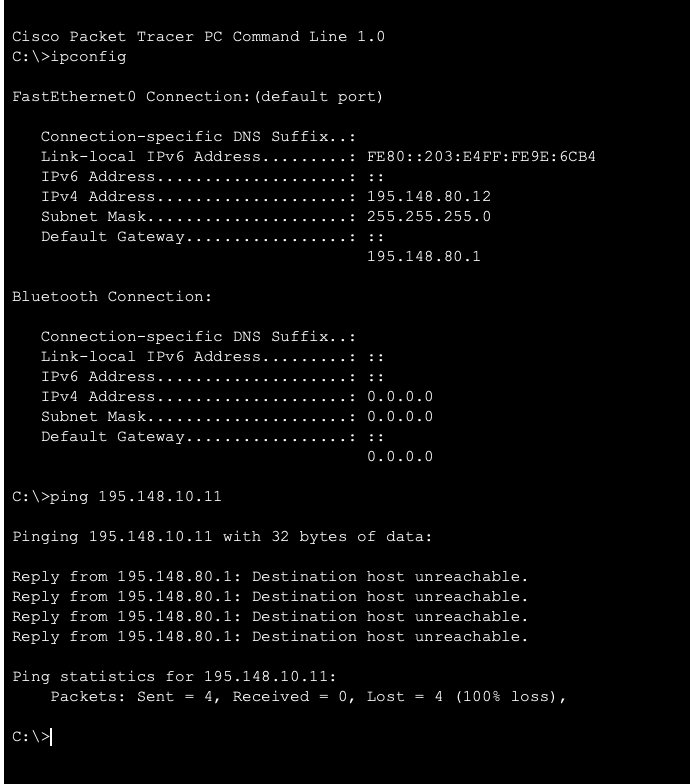 Cisco Packet Tracer PC Command Line 1.0
C:\>ipconfig
FastEthernet0 Connection:(default port)
Connection-specific DNS Suffix..:
Link-local IPv6 Address.........: FE80::203:E4FF:FE9E:6CB4
IPv6 Address....................: ::
IPv4 Address....................: 195.148.80.12
Subnet Mask.....................: 255.255.255.0
Default Gateway.................: ::
195.148.80.1
Bluetooth Connection:
Connection-specific DNS Suffix..:
Link-local IPv6 Address.........: ::
IPv6 Address....................: ::
IPv4 Address....................: 0.0.0.0
Subnet Mask.....................: 0.0.0.0
Default Gateway.................: ::
0.0.0.0
C:\>ping 195.148.10.11
Pinging 195.148.10.11 with 32 bytes of data:
Reply from 195.148.80.1: Destination host unreachable.
Reply from 195.148.80.1: Destination host unreachable.
Reply from 195.148.80.1: Destination host unreachable.
Reply from 195.148.80.1: Destination host unreachable.
Ping statistics for 195.148.10.11:
Packets: Sent = 4, Received = 0, Lost = 4 (100% loss),
C:\>